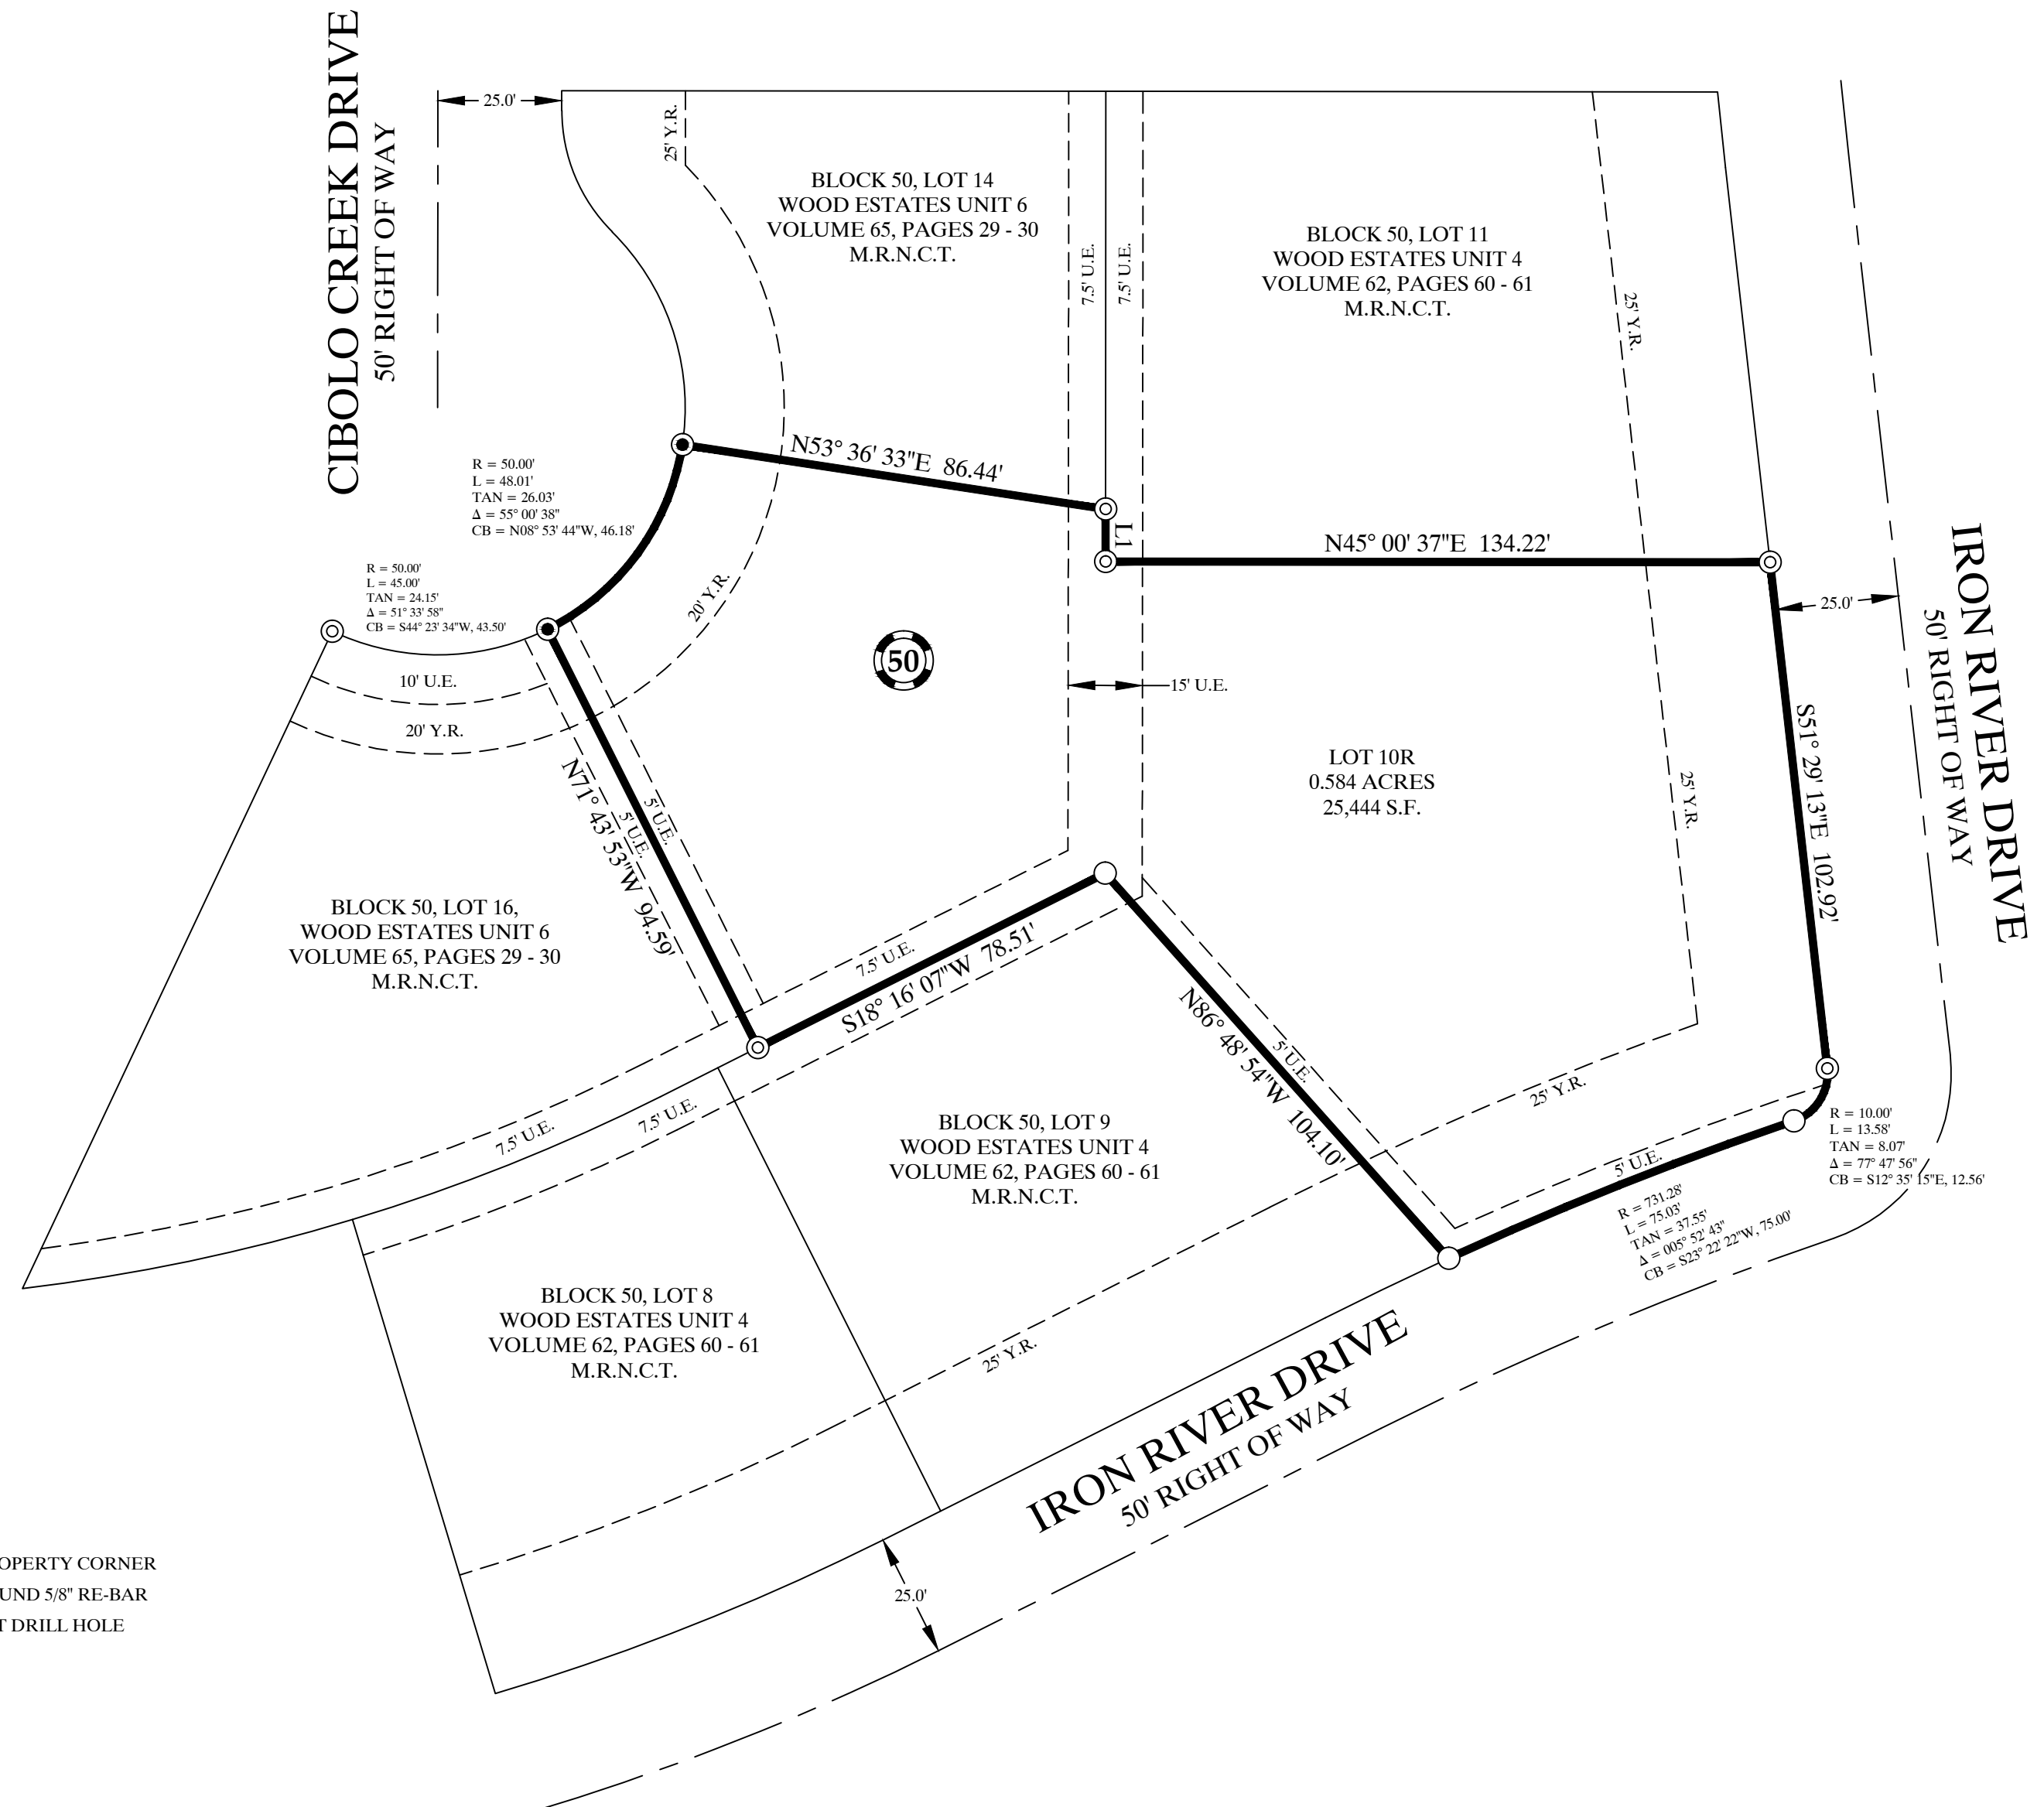 CIBOLO CREEK DRIVE
50' RIGHT OF WAY
25.0'
25' Y.R.
BLOCK 50, LOT 14
WOOD ESTATES UNIT 6
VOLUME 65, PAGES 29 - 30
M.R.N.C.T.
7.5' U.E.
7.5' U.E.
BLOCK 50, LOT 11
WOOD ESTATES UNIT 4
VOLUME 62, PAGES 60 - 61
M.R.N.C.T.
25' Y.R.
R = 50.00'
L = 48.01'
TAN = 26.03'
Δ = 55° 00' 38"
CB = N08° 53' 44"W, 46.18'
N53° 36' 33"E 86.44'
L1
N45° 00' 37"E 134.22'
R = 50.00'
L = 45.00'
TAN = 24.15'
Δ = 51° 33' 58"
CB = S44° 23' 34"W, 43.50'
20' Y.R.
25.0'
IRON RIVER DRIVE
50' RIGHT OF WAY
10' U.E.
20' Y.R.
50
15' U.E.
S51° 29' 13"E 102.92'
LOT 10R
0.584 ACRES
25,444 S.F.
25' Y.R.
N71° 43' 53"W 94.59'
5' U.E.
5' U.E.
BLOCK 50, LOT 16,
WOOD ESTATES UNIT 6
VOLUME 65, PAGES 29 - 30
M.R.N.C.T.
7.5' U.E.
S18° 16' 07"W 78.51'
N86° 48' 54"W 104.10'
5' U.E.
25' Y.R.
7.5' U.E.
7.5' U.E.
BLOCK 50, LOT 9
WOOD ESTATES UNIT 4
VOLUME 62, PAGES 60 - 61
M.R.N.C.T.
R = 10.00'
L = 13.58'
TAN = 8.07'
Δ = 77° 47' 56"
CB = S12° 35' 15"E, 12.56'
5' U.E.
R = 731.28'
L = 75.03'
TAN = 37.55'
Δ = 005° 52' 43"
CB = S23° 22' 22"W, 75.00'
BLOCK 50, LOT 8
WOOD ESTATES UNIT 4
VOLUME 62, PAGES 60 - 61
M.R.N.C.T.
25' Y.R.
IRON RIVER DRIVE
50' RIGHT OF WAY
25.0'
OPERTY CORNER
UND 5/8" RE-BAR
T DRILL HOLE